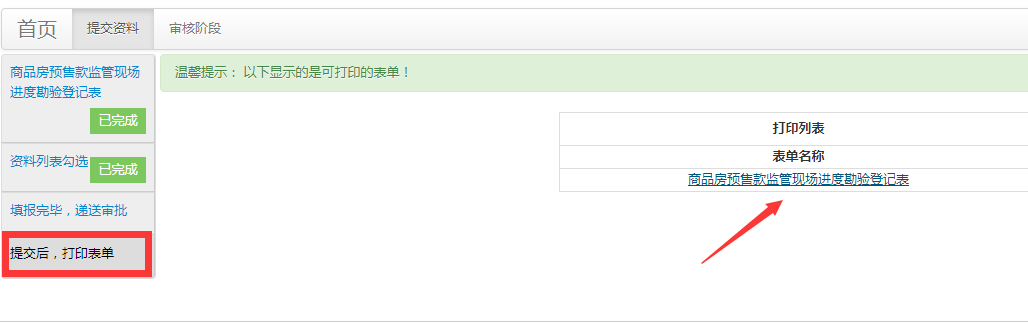 首页 提交资料 审核阶段
商品房预售款监管现场
进度勘验登记表
已完成
资料列表勾选 已完成
填报完毕，递送审批
提交后，打印表单
温馨提示： 以下显示的是可打印的表单！
打印列表
表单名称
商品房预售款监管现场进度勘验登记表